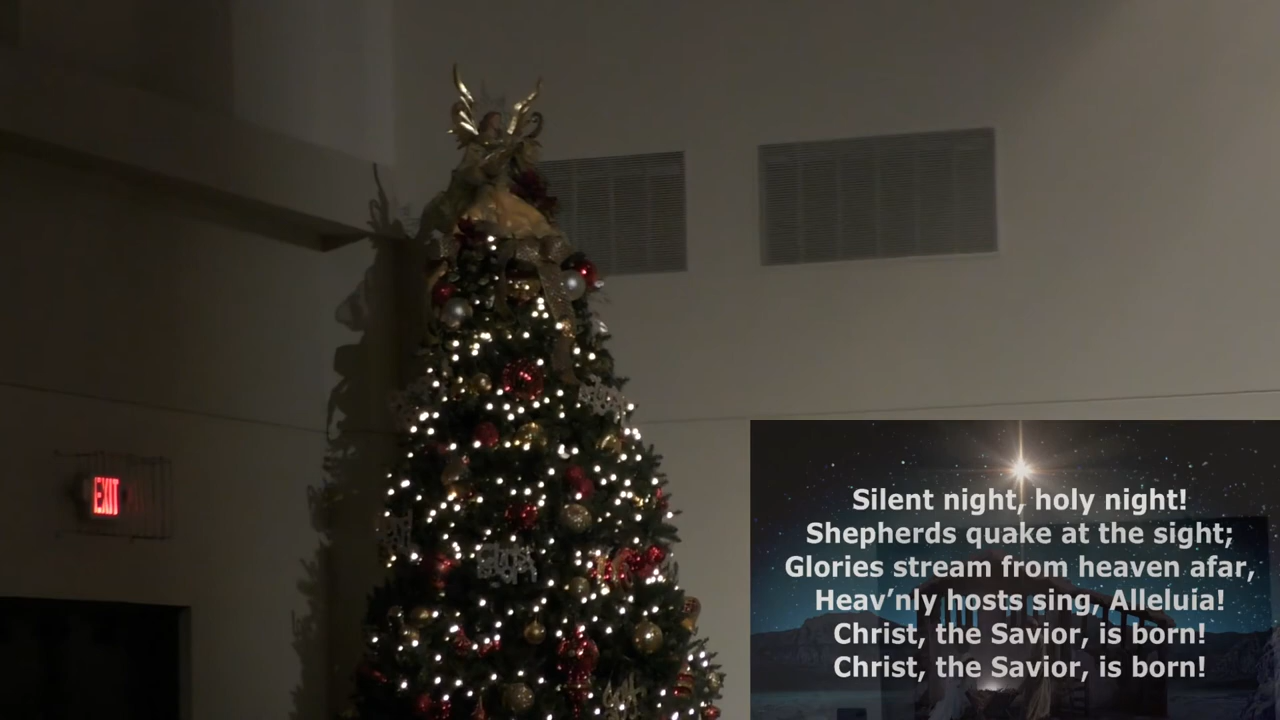 EXIT
Silent night, holy night!
Shepherds quake at the sight;
Glories stream from heaven afar,
Heav’nly hosts sing, Alleluia!
Christ, the Savior, is born!
Christ, the Savior, is born!